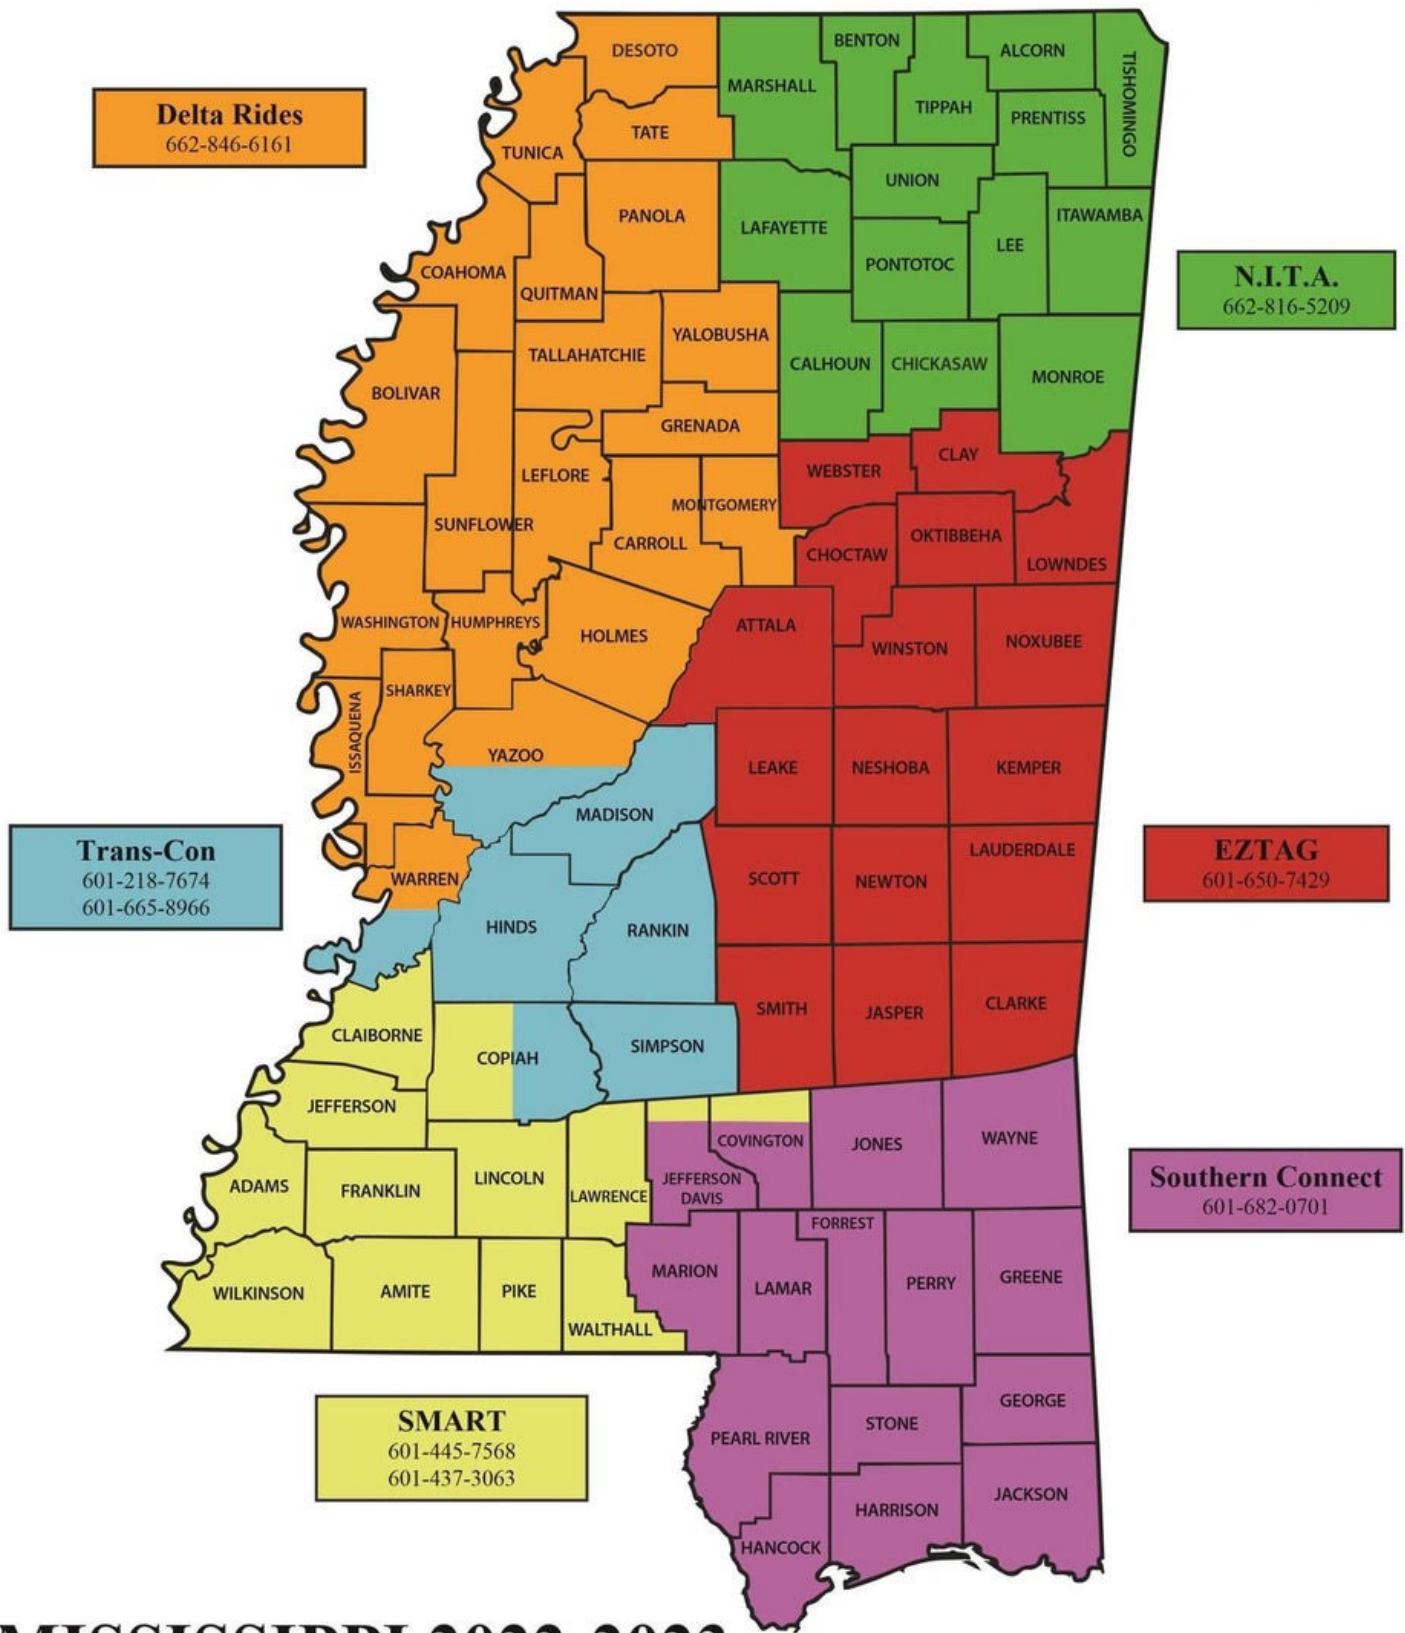 DESOTO
BENTON
ALCORN
TISHOMINGO
MARSHALL
TIPPAH
PRENTISS
Delta Rides
662-846-6161
TATE
TUNICA
UNION
PANOLA
LAFAYETTE
ITAWAMBA
LEE
PONTOTOC
COAHOMA
QUITMAN
N.I.T.A.
662-816-5209
YALOBUSHA
TALLAHATCHIE
CALHOUN
CHICKASAW
MONROE
BOLIVAR
GRENADA
CLAY
WEBSTER
LEFLORE
MONTGOMERY
SUNFLOWER
CARROLL
OKTIBBEHA
CHOCTAW
LOWNDES
WASHINGTON
HUMPHREYS
HOLMES
ATTALA
WINSTON
NOXUBEE
SHARKEY
ISSAQUENA
YAZOO
LEAKE
NESHOBA
KEMPER
MADISON
Trans-Con
601-218-7674
601-665-8966
WARREN
SCOTT
NEWTON
LAUDERDALE
EZTAG
601-650-7429
HINDS
RANKIN
CLAIBORNE
COPIAH
SIMPSON
SMITH
JASPER
CLARKE
JEFFERSON
COVINGTON
JONES
WAYNE
ADAMS
FRANKLIN
LINCOLN
LAWRENCE
JEFFERSON
DAVIS
Southern Connect
601-682-0701
FORREST
WILKINSON
AMITE
PIKE
WALTHALL
MARION
LAMAR
PERRY
GREENE
SMART
601-445-7568
601-437-3063
PEARL RIVER
STONE
GEORGE
HARRISON
JACKSON
HANCOCK
MISSISSIPPI 2022-2023